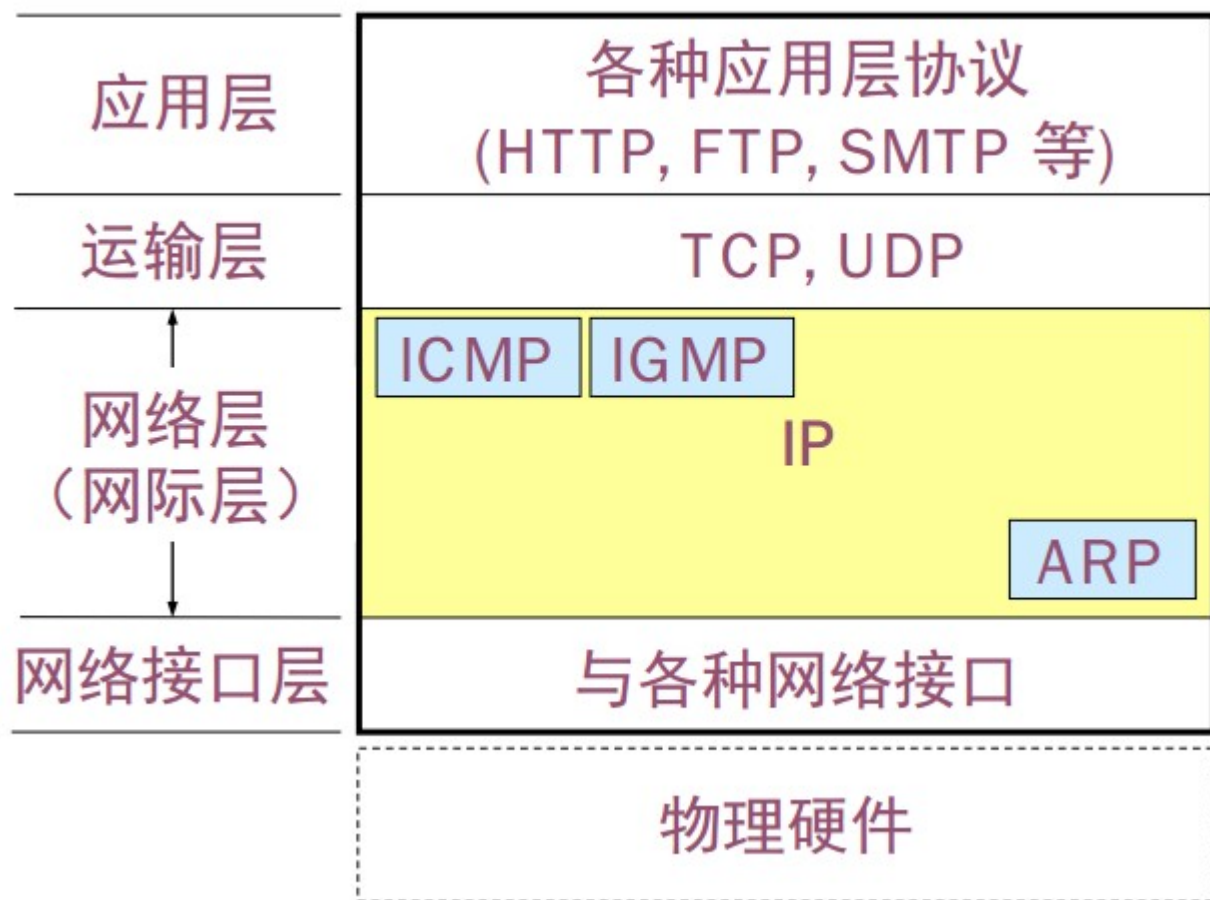 应用层
各种应用层协议
(HTTP, FTP, SMTP 等)
运输层
TCP, UDP
网络层
（网际层）
ICMP
IGMP
IP
ARP
网络接口层
与各种网络接口
物理硬件